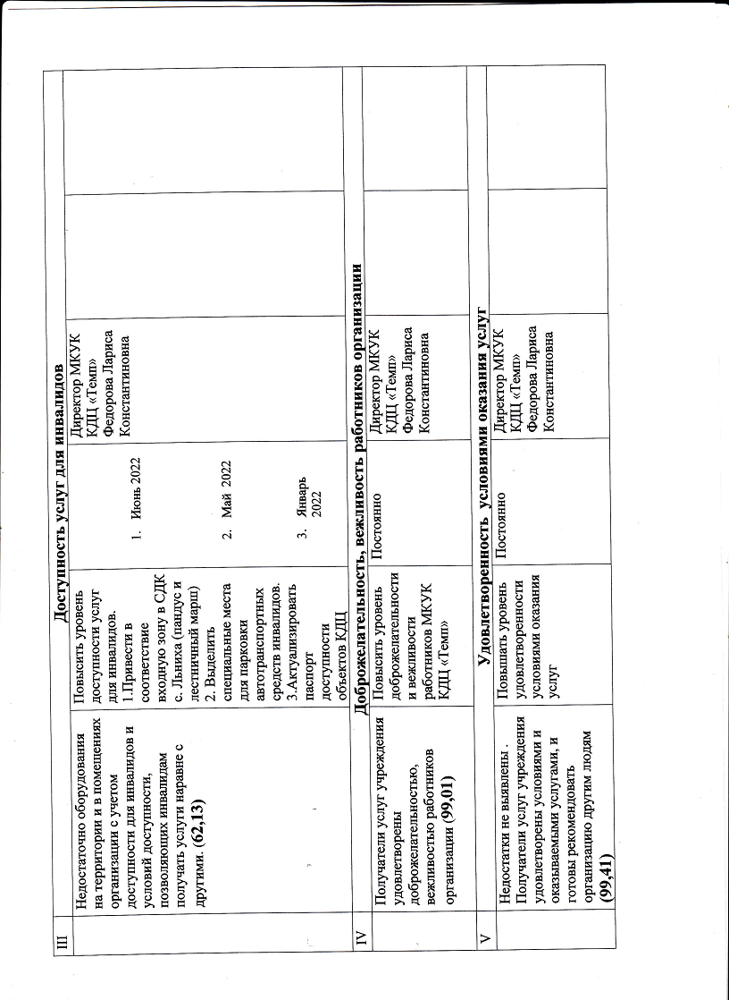 III
Доступность услуг для инвалидов
Недостаточно оборудования
на территории и в помещениях
организации с учетом
доступности для инвалидов и
условий доступности,
позволяющих инвалидам
получать услуги наравне с
другими. (62,13)
Повысить уровень
доступности услуг
для инвалидов.
1.Привести в
соответствие
входную зону в СДК
с. Льниха (пандус и
лестничный марш)
2. Выделить
специальные места
для парковки
автотранспортных
средств инвалидов.
3.Актуализировать
паспорт
доступности
объектов КДЦ
1. Июнь 2022
2. Май 2022
3. Январь
2022
Директор МКУК
КДЦ «Темп»
Федорова Лариса
Константиновна
IV
Доброжелательность, вежливость работников организации
Получатели услуг учреждения
удовлетворены
доброжелательностью,
вежливостью работников
организации (99,01)
Повысить уровень
доброжелательности
и вежливости
работников МКУК
КДЦ «Темп»
Постоянно
Директор МКУК
КДЦ «Темп»
Федорова Лариса
Константиновна
V
Удовлетворенность условиями оказания услуг
Недостатки не выявлены .
Получатели услуг учреждения
удовлетворены условиями и
оказываемыми услугами, и
готовы рекомендовать
организацию другим людям
(99,41)
Повышать уровень
удовлетворенности
условиями оказания
услуг
Постоянно
Директор МКУК
КДЦ «Темп»
Федорова Лариса
Константиновна